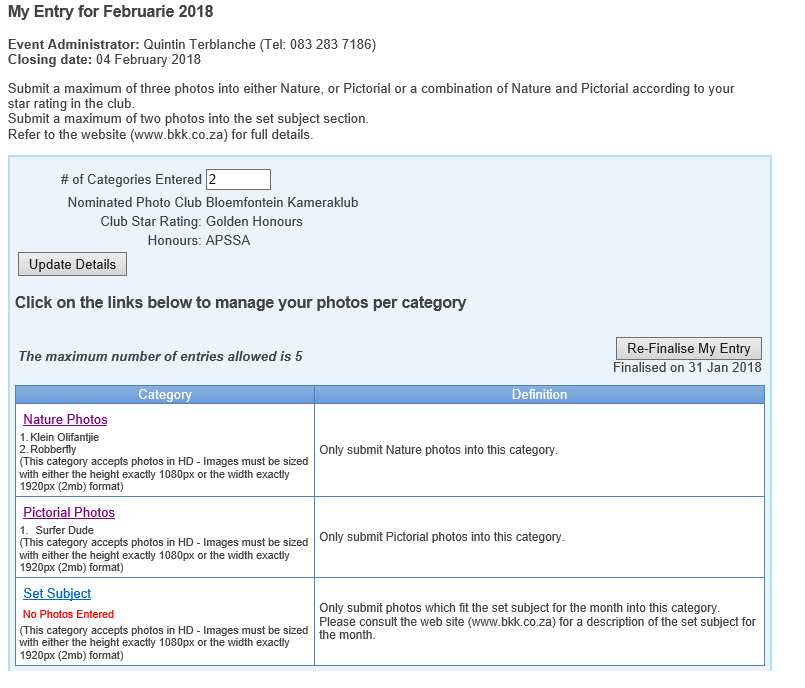 My Entry for Februarie 2018
Event Administrator: Quintin Terblanche (Tel: 083 283 7186)
Closing date: 04 February 2018
Submit a maximum of three photos into either Nature, or Pictorial or a combination of Nature and Pictorial according to your
star rating in the club.
Submit a maximum of two photos into the set subject section.
Refer to the website (www.bkk.co.za) for full details.
# of Categories Entered 2
Nominated Photo Club Bloemfontein Kameraklub
Club Star Rating: Golden Honours
Honours: APSSA
Update Details
Click on the links below to manage your photos per category
The maximum number of entries allowed is 5
Re-Finalise My Entry
Finalised on 31 Jan 2018
Category Definition
Nature Photos
1. Klein Olifantjie
2. Robberfly
(This category accepts photos in HD - Images must be sized
with either the height exactly 1080px or the width exactly
1920px (2mb) format)
Only submit Nature photos into this category.
Pictorial Photos
1. Surfer Dude
(This category accepts photos in HD - Images must be sized
with either the height exactly 1080px or the width exactly
1920px (2mb) format)
Only submit Pictorial photos into this category.
Set Subject
No Photos Entered
(This category accepts photos in HD - Images must be sized
with either the height exactly 1080px or the width exactly
1920px (2mb) format)
Only submit photos which fit the set subject for the month into this category.
Please consult the web site (www.bkk.co.za) for a description of the set subject for
the month.